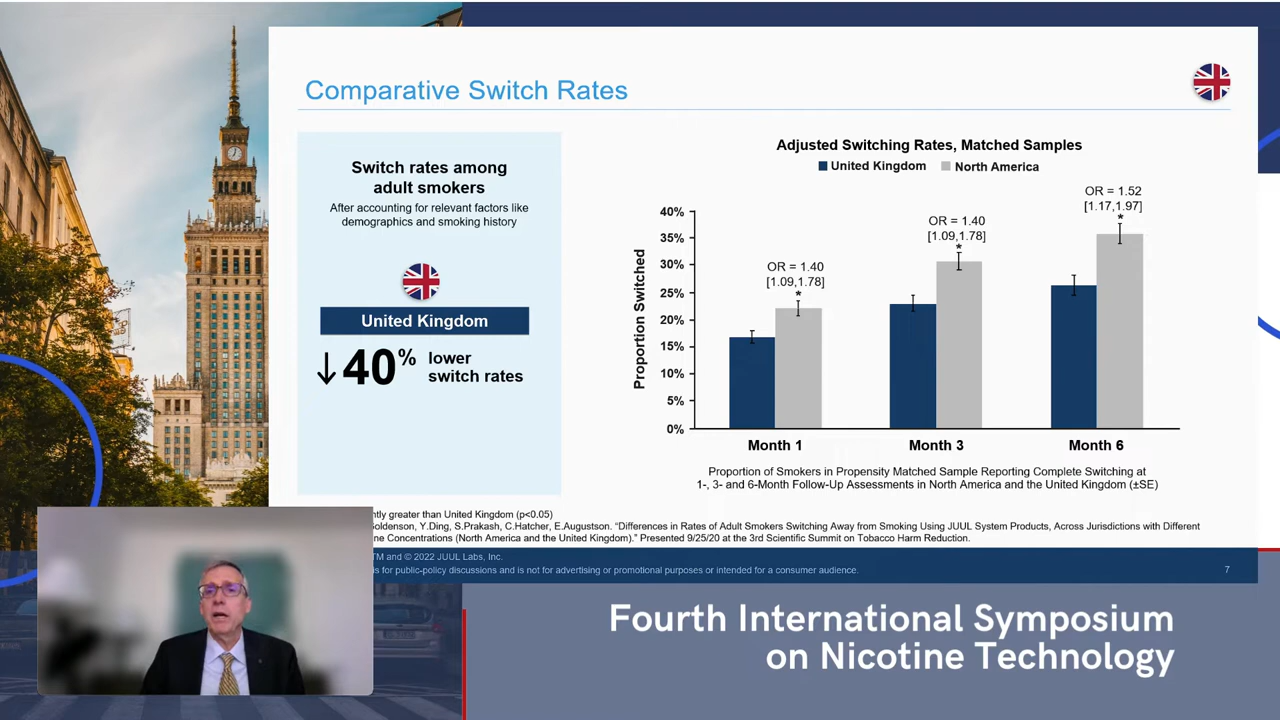 Comparative Switch Rates
Switch rates among
adult smokers
After accounting for relevant factors like
demographics and smoking history
United Kingdom
↓40% lower
switch rates
Adjusted Switching Rates, Matched Samples
United Kingdom North America
Proportion Switched
40%
35%
30%
25%
20%
15%
10%
5%
0%
OR = 1.40
[1.09,1.78]
*
OR = 1.40
[1.09,1.78]
*
OR = 1.52
[1.17,1.97]
*
Month 1 Month 3 Month 6
Proportion of Smokers in Propensity Matched Sample Reporting Complete Switching at
1-, 3- and 6-Month Follow-Up Assessments in North America and the United Kingdom (±SE)
greater than United Kingdom (p<0.05)
Y.Ding, S.Prakash, C.Hatcher, E.Augustson. “Differences in Rates of Adult Smokers Switching Away from Smoking Using JUUL System Products, Across Jurisdictions with Different
Concentrations (North America and the United Kingdom).” Presented 9/25/20 at the 3rd Scientific Summit on Tobacco Harm Reduction.
TM and © 2022 JUUL Labs, Inc.
is for public-policy discussions and is not for advertising or promotional purposes or intended for a consumer audience.
7
Fourth International Symposium
on Nicotine Technology